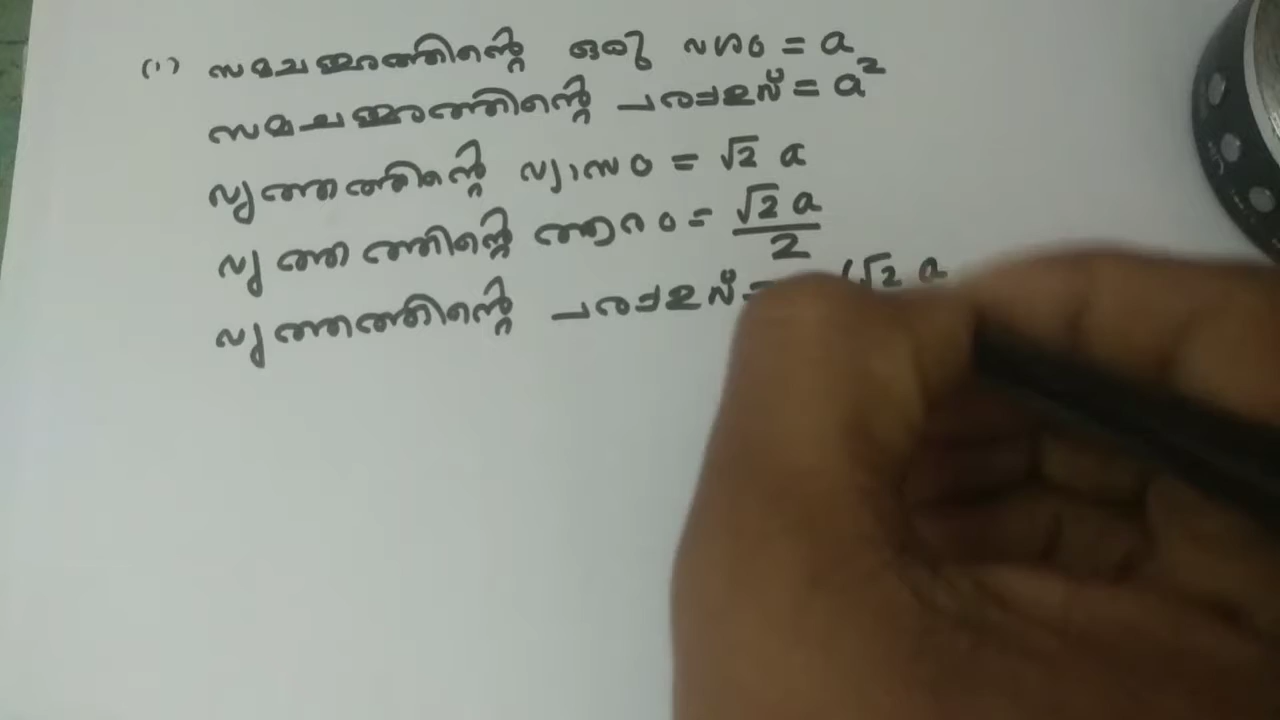 (1) സമചതുരത്തിന്റെ ഒരു വശം = a
സമചതുരത്തിന്റെ പരപ്പളവ് = a²
വൃത്തത്തിന്റെ വ്യാസം = √2 a
വൃത്തത്തിന്റെ ആരം = √2 a / 2
വൃത്തത്തിന്റെ പരപ്പളവ് = (√2 a